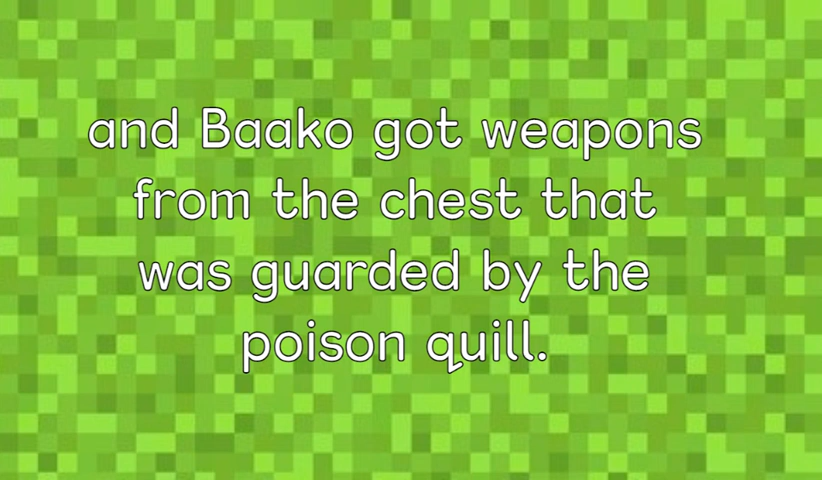 and Baako got weapons
from the chest that
was guarded by the
poison quill.